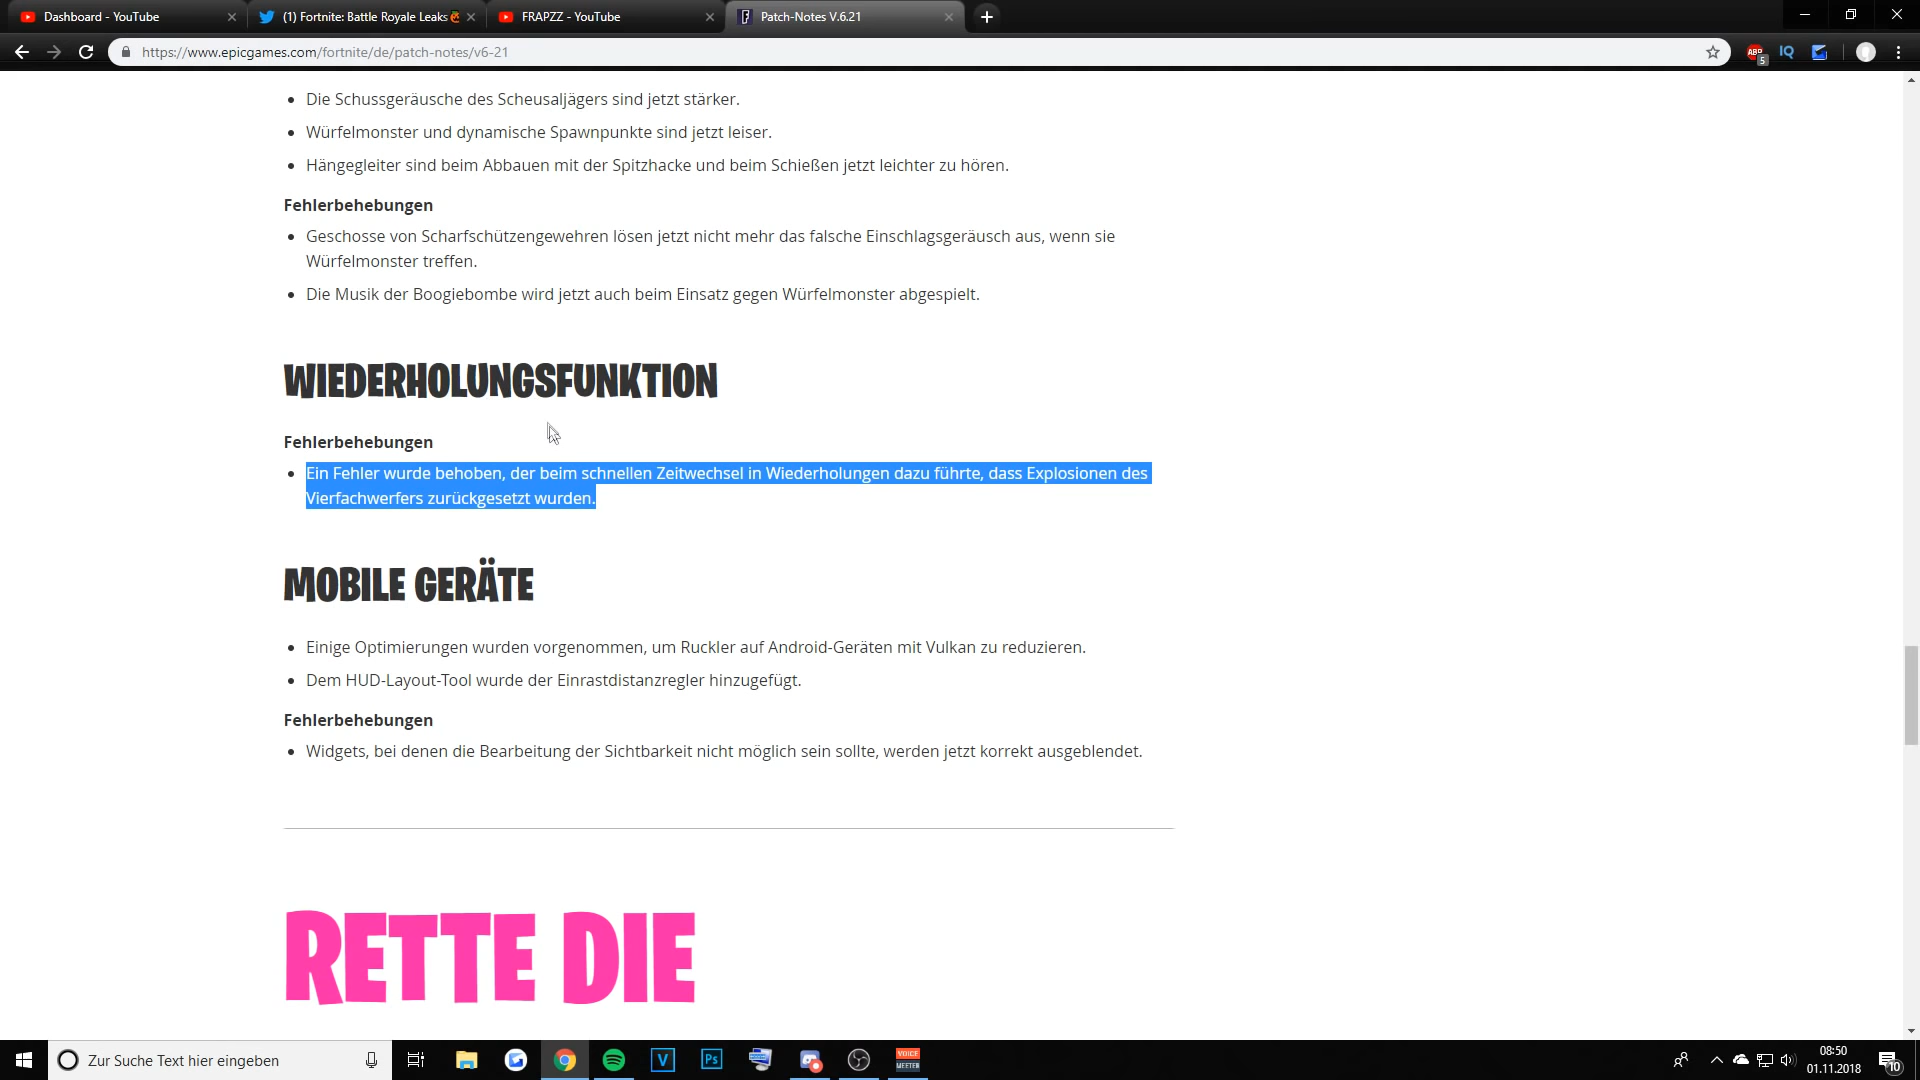 Dashboard - YouTube
(1) Fortnite: Battle Royale Leaks
FRAPZZ - YouTube
Patch-Notes V.6.21
https://www.epicgames.com/fortnite/de/patch-notes/v6-21
ABP
5
IQ
Die Schussgeräusche des Scheusaljägers sind jetzt stärker.
Würfelmonster und dynamische Spawnpunkte sind jetzt leiser.
Hängegleiter sind beim Abbauen mit der Spitzhacke und beim Schießen jetzt leichter zu hören.
Fehlerbehebungen
Geschosse von Scharfschützengewehren lösen jetzt nicht mehr das falsche Einschlagsgeräusch aus, wenn sie
Würfelmonster treffen.
Die Musik der Boogiebombe wird jetzt auch beim Einsatz gegen Würfelmonster abgespielt.
WIEDERHOLUNGSFUNKTION
Fehlerbehebungen
Ein Fehler wurde behoben, der beim schnellen Zeitwechsel in Wiederholungen dazu führte, dass Explosionen des
Vierfachwerfers zurückgesetzt wurden.
MOBILE GERÄTE
Einige Optimierungen wurden vorgenommen, um Ruckler auf Android-Geräten mit Vulkan zu reduzieren.
Dem HUD-Layout-Tool wurde der Einrastdistanzregler hinzugefügt.
Fehlerbehebungen
Widgets, bei denen die Bearbeitung der Sichtbarkeit nicht möglich sein sollte, werden jetzt korrekt ausgeblendet.
RETTE DIE
Zur Suche Text hier eingeben
V
Ps
VOICE
MEETER
08:50
01.11.2018
10